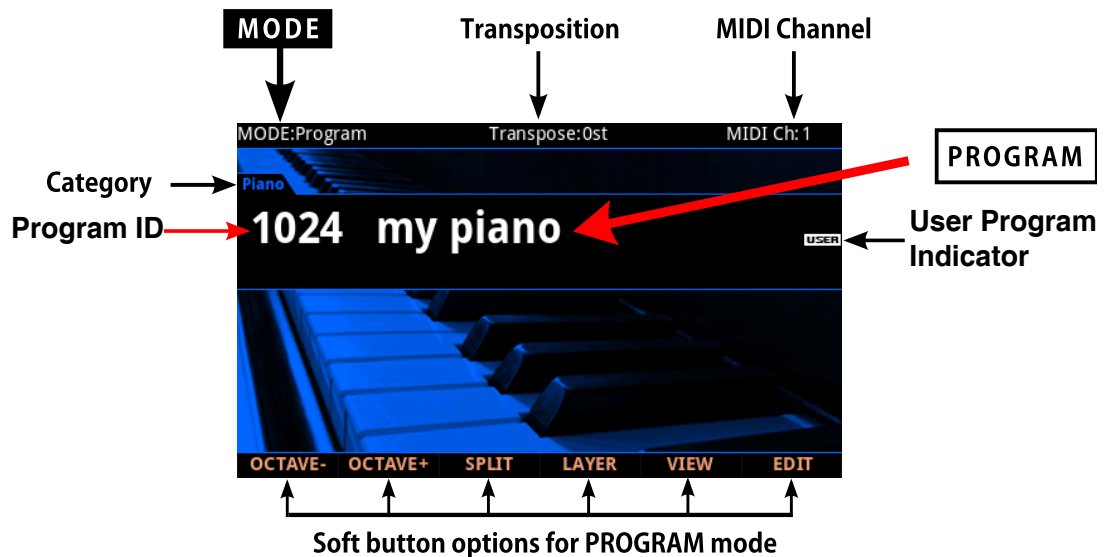 MODE
Transposition
MIDI Channel
MODE:Program
Transpose:0st
MIDI Ch:1
PROGRAM
Category
Piano
Program ID
1024 my piano
USER
User Program
Indicator
OCTAVE- OCTAVE+ SPLIT LAYER VIEW EDIT
Soft button options for PROGRAM mode